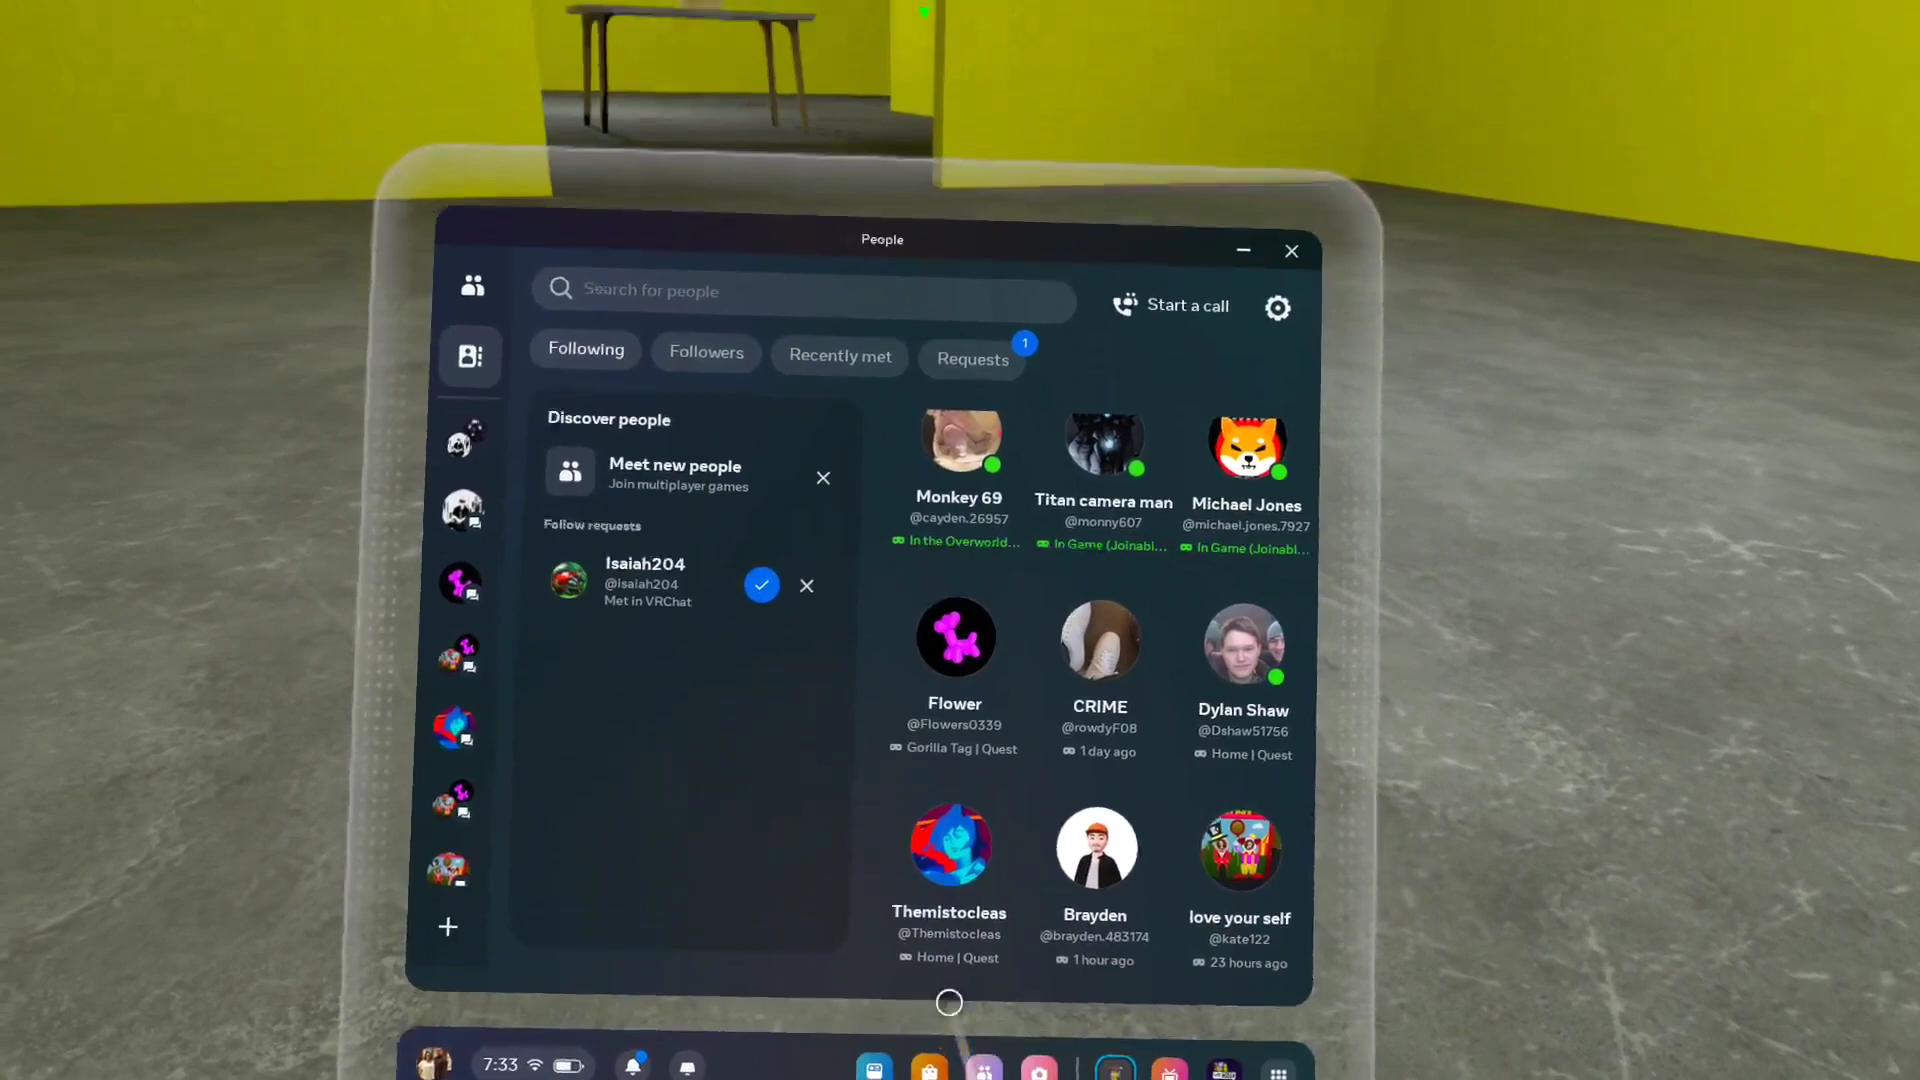 People
Search for people
Start a call
Following
Followers
Recently met
Requests
1
Discover people
Meet new people
Join multiplayer games
Follow requests
Isaiah204
@Isaiah204
Met in VRChat
Monkey 69
@cayden.26957
In the Overworld...
Titan camera man
@monny607
In Game (Joinabl...
Michael Jones
@michael.jones.7927
In Game (Joinabl...
Flower
@Flowers0339
Gorilla Tag | Quest
CRIME
@rowdyF08
1 day ago
Dylan Shaw
@Dshaw51756
Home | Quest
Themistocleas
@Themistocleas
Home | Quest
Brayden
@brayden.483174
1 hour ago
love your self
@kate122
23 hours ago
7:33